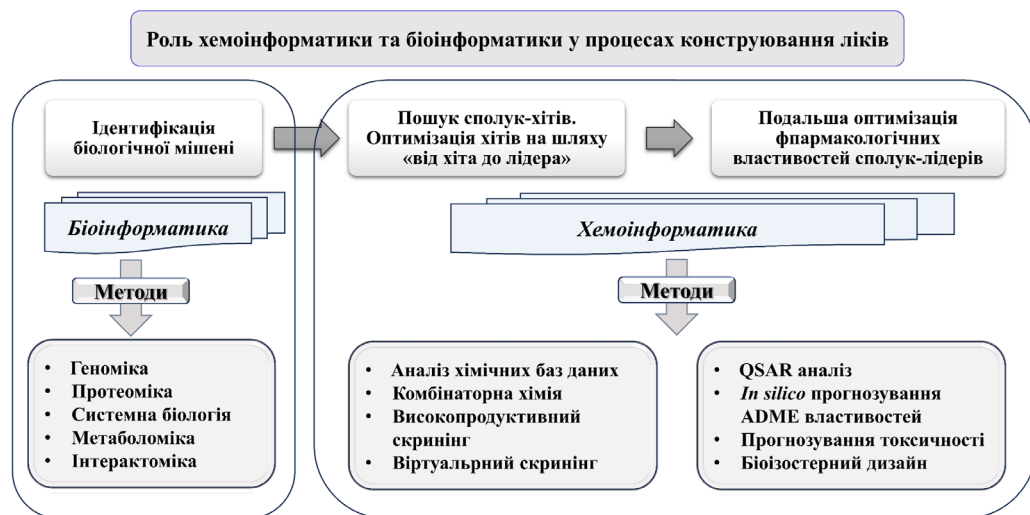 Роль хемоінформатики та біоінформатики у процесах конструювання ліків
Ідентифікація
біологічної мішені
Пошук сполук-хітів.
Оптимізація хітів на шляху
«від хіта до лідера»
Подальша оптимізація
фпармакологічних
властивостей сполук-лідерів
Біоінформатика
Хемоінформатика
Методи
Методи
• Геноміка
• Протеоміка
• Системна біологія
• Метаболоміка
• Інтерактоміка
• Аналіз хімічних баз даних
• Комбінаторна хімія
• Високопродуктивний
скринінг
• Віртуальрний скринінг
• QSAR аналіз
• In silico прогнозування
ADME властивостей
• Прогнозування токсичності
• Біоізостерний дизайн